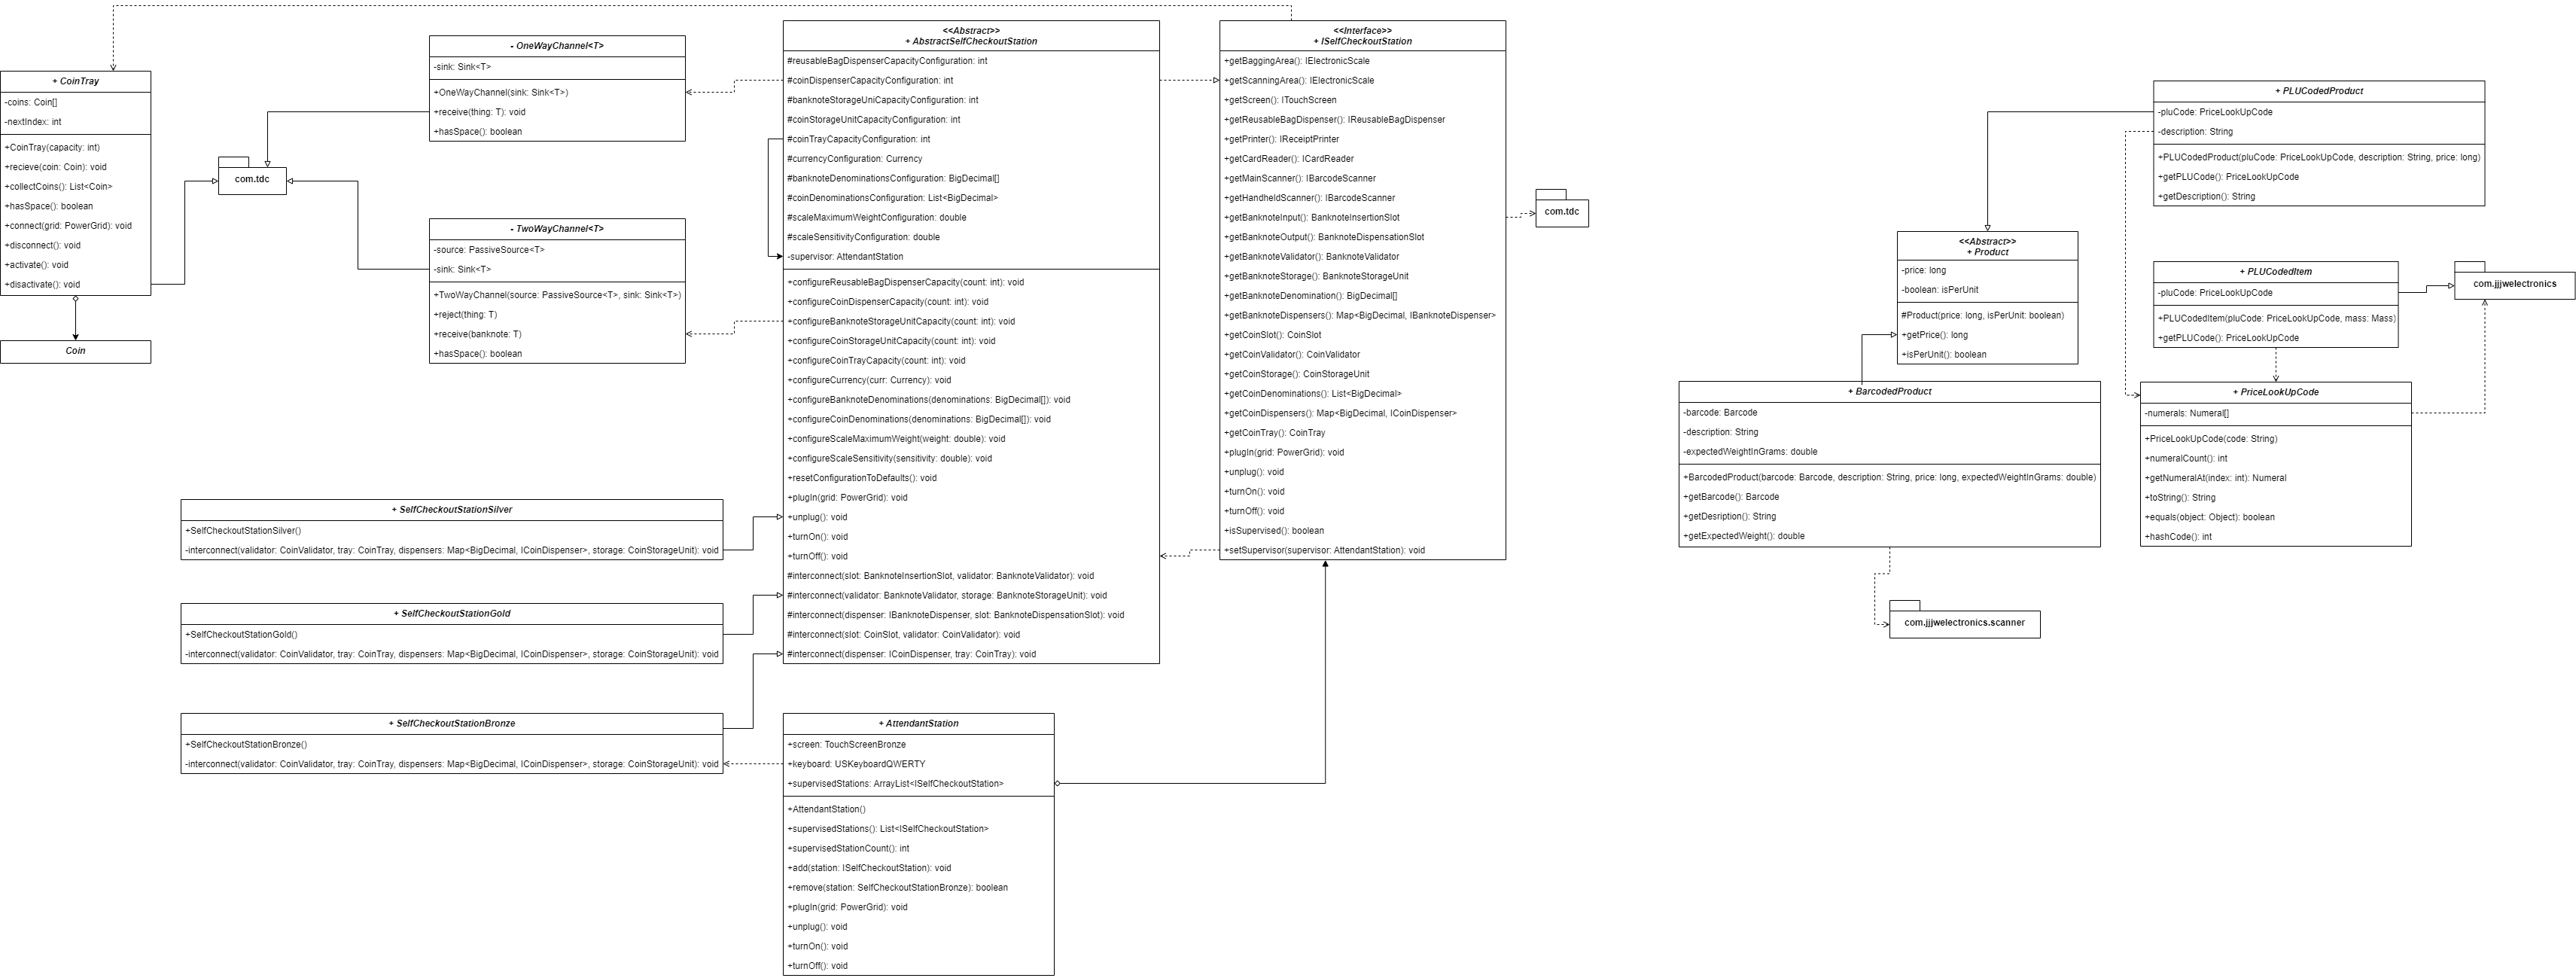 + CoinTray
-coins: Coin[]
-nextIndex: int
+CoinTray(capacity: int)
+recieve(coin: Coin): void
+collectCoins(): List<Coin>
+hasSpace(): boolean
+connect(grid: PowerGrid): void
+disconnect(): void
+activate(): void
+disactivate(): void
Coin
com.tdc
- OneWayChannel<T>
-sink: Sink<T>
+OneWayChannel(sink: Sink<T>)
+receive(thing: T): void
+hasSpace(): boolean
- TwoWayChannel<T>
-source: PassiveSource<T>
-sink: Sink<T>
+TwoWayChannel(source: PassiveSource<T>, sink: Sink<T>)
+reject(thing: T)
+receive(banknote: T)
+hasSpace(): boolean
+ SelfCheckoutStationSilver
+SelfCheckoutStationSilver()
-interconnect(validator: CoinValidator, tray: CoinTray, dispensers: Map<BigDecimal, ICoinDispenser>, storage: CoinStorageUnit): void
+ SelfCheckoutStationGold
+SelfCheckoutStationGold()
-interconnect(validator: CoinValidator, tray: CoinTray, dispensers: Map<BigDecimal, ICoinDispenser>, storage: CoinStorageUnit): void
+ SelfCheckoutStationBronze
+SelfCheckoutStationBronze()
-interconnect(validator: CoinValidator, tray: CoinTray, dispensers: Map<BigDecimal, ICoinDispenser>, storage: CoinStorageUnit): void
<<Abstract>>
+ AbstractSelfCheckoutStation
#reusableBagDispenserCapacityConfiguration: int
#coinDispenserCapacityConfiguration: int
#banknoteStorageUniCapacityConfiguration: int
#coinStorageUnitCapacityConfiguration: int
#coinTrayCapacityConfiguration: int
#currencyConfiguration: Currency
#banknoteDenominationsConfiguration: BigDecimal[]
#coinDenominationsConfiguration: List<BigDecimal>
#scaleMaximumWeightConfiguration: double
#scaleSensitivityConfiguration: double
-supervisor: AttendantStation
+configureReusableBagDispenserCapacity(count: int): void
+configureCoinDispenserCapacity(count: int): void
+configureBanknoteStorageUnitCapacity(count: int): void
+configureCoinStorageUnitCapacity(count: int): void
+configureCoinTrayCapacity(count: int): void
+configureCurrency(curr: Currency): void
+configureBanknoteDenominations(denominations: BigDecimal[]): void
+configureCoinDenominations(denominations: BigDecimal[]): void
+configureScaleMaximumWeight(weight: double): void
+configureScaleSensitivity(sensitivity: double): void
+resetConfigurationToDefaults(): void
+plugIn(grid: PowerGrid): void
+unplug(): void
+turnOn(): void
+turnOff(): void
#interconnect(slot: BanknoteInsertionSlot, validator: BanknoteValidator): void
#interconnect(validator: BanknoteValidator, storage: BanknoteStorageUnit): void
#interconnect(dispenser: IBanknoteDispenser, slot: BanknoteDispensationSlot): void
#interconnect(slot: CoinSlot, validator: CoinValidator): void
#interconnect(dispenser: ICoinDispenser, tray: CoinTray): void
+ AttendantStation
+screen: TouchScreenBronze
+keyboard: USKeyboardQWERTY
+supervisedStations: ArrayList<ISelfCheckoutStation>
+AttendantStation()
+supervisedStations(): List<ISelfCheckoutStation>
+supervisedStationCount(): int
+add(station: ISelfCheckoutStation): void
+remove(station: SelfCheckoutStationBronze): boolean
+plugIn(grid: PowerGrid): void
+unplug(): void
+turnOn(): void
+turnOff(): void
<<Interface>>
+ ISelfCheckoutStation
+getBaggingArea(): IElectronicScale
+getScanningArea(): IElectronicScale
+getScreen(): ITouchScreen
+getReusableBagDispenser(): IReusableBagDispenser
+getPrinter(): IReceiptPrinter
+getCardReader(): ICardReader
+getMainScanner(): IBarcodeScanner
+getHandheldScanner(): IBarcodeScanner
+getBanknoteInput(): BanknoteInsertionSlot
+getBanknoteOutput(): BanknoteDispensationSlot
+getBanknoteValidator(): BanknoteValidator
+getBanknoteStorage(): BanknoteStorageUnit
+getBanknoteDenomination(): BigDecimal[]
+getBanknoteDispensers(): Map<BigDecimal, IBanknoteDispenser>
+getCoinSlot(): CoinSlot
+getCoinValidator(): CoinValidator
+getCoinStorage(): CoinStorageUnit
+getCoinDenominations(): List<BigDecimal>
+getCoinDispensers(): Map<BigDecimal, ICoinDispenser>
+getCoinTray(): CoinTray
+plugIn(grid: PowerGrid): void
+unplug(): void
+turnOn(): void
+turnOff(): void
+isSupervised(): boolean
+setSupervisor(supervisor: AttendantStation): void
com.tdc
+ PLUCodedProduct
-pluCode: PriceLookUpCode
-description: String
+PLUCodedProduct(pluCode: PriceLookUpCode, description: String, price: long)
+getPLUCode(): PriceLookUpCode
+getDescription(): String
<<Abstract>>
+ Product
-price: long
-boolean: isPerUnit
#Product(price: long, isPerUnit: boolean)
+getPrice(): long
+isPerUnit(): boolean
+ PLUCodedItem
-pluCode: PriceLookUpCode
+PLUCodedItem(pluCode: PriceLookUpCode, mass: Mass)
+getPLUCode(): PriceLookUpCode
com.jjjwelectronics
+ BarcodedProduct
-barcode: Barcode
-description: String
-expectedWeightInGrams: double
+BarcodedProduct(barcode: Barcode, description: String, price: long, expectedWeightInGrams: double)
+getBarcode(): Barcode
+getDesription(): String
+getExpectedWeight(): double
+ PriceLookUpCode
-numerals: Numeral[]
+PriceLookUpCode(code: String)
+numeralCount(): int
+getNumeralAt(index: int): Numeral
+toString(): String
+equals(object: Object): boolean
+hashCode(): int
com.jjjwelectronics.scanner